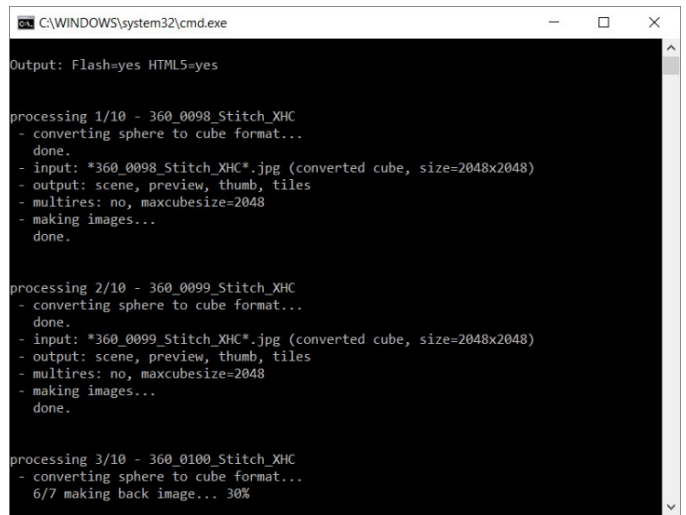 C:\WINDOWS\system32\cmd.exe
Output: Flash=yes HTML5=yes
processing 1/10 - 360_0098_Stitch_XHC
- converting sphere to cube format...
done.
- input: *360_0098_Stitch_XHC*.jpg (converted cube, size=2048x2048)
- output: scene, preview, thumb, tiles
- multires: no, maxcubesize=2048
- making images...
done.
processing 2/10 - 360_0099_Stitch_XHC
- converting sphere to cube format...
done.
- input: *360_0099_Stitch_XHC*.jpg (converted cube, size=2048x2048)
- output: scene, preview, thumb, tiles
- multires: no, maxcubesize=2048
- making images...
done.
processing 3/10 - 360_0100_Stitch_XHC
- converting sphere to cube format...
6/7 making back image... 30%